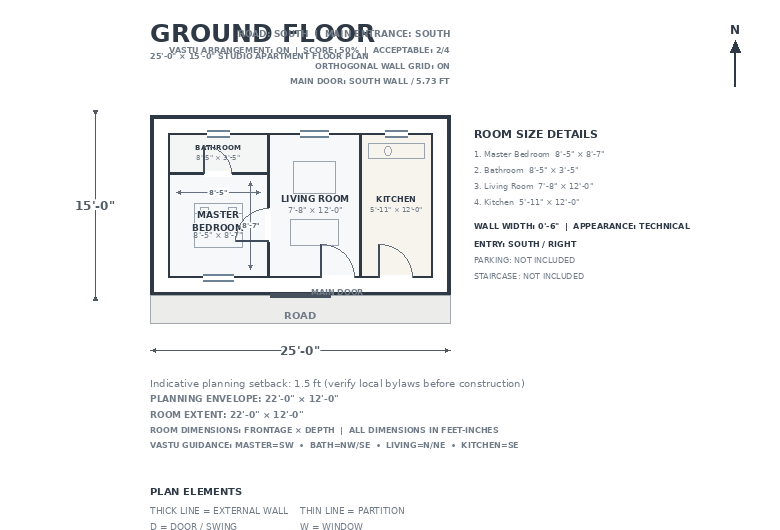 GROUND FLOOR
ROAD: SOUTH | MAIN ENTRANCE: SOUTH
VASTU ARRANGEMENT: ON | SCORE: 50% | ACCEPTABLE: 2/4
25'-0" × 15'-0" STUDIO APARTMENT FLOOR PLAN
ORTHOGONAL WALL GRID: ON
MAIN DOOR: SOUTH WALL / 5.73 FT
N
15'-0"
BATHROOM
8'-5" × 3'-5"
8'-5"
MASTER
BEDROOM
8'-5" × 8'-7"
8'-7"
LIVING ROOM
7'-8" × 12'-0"
KITCHEN
5'-11" × 12'-0"
MAIN DOOR
ROAD
25'-0"
ROOM SIZE DETAILS
1. Master Bedroom 8'-5" × 8'-7"
2. Bathroom 8'-5" × 3'-5"
3. Living Room 7'-8" × 12'-0"
4. Kitchen 5'-11" × 12'-0"
WALL WIDTH: 0'-6" | APPEARANCE: TECHNICAL
ENTRY: SOUTH / RIGHT
PARKING: NOT INCLUDED
STAIRCASE: NOT INCLUDED
Indicative planning setback: 1.5 ft (verify local bylaws before construction)
PLANNING ENVELOPE: 22'-0" × 12'-0"
ROOM EXTENT: 22'-0" × 12'-0"
ROOM DIMENSIONS: FRONTAGE × DEPTH | ALL DIMENSIONS IN FEET-INCHES
VASTU GUIDANCE: MASTER=SW • BATH=NW/SE • LIVING=N/NE • KITCHEN=SE
PLAN ELEMENTS
THICK LINE = EXTERNAL WALL THIN LINE = PARTITION
D = DOOR / SWING W = WINDOW